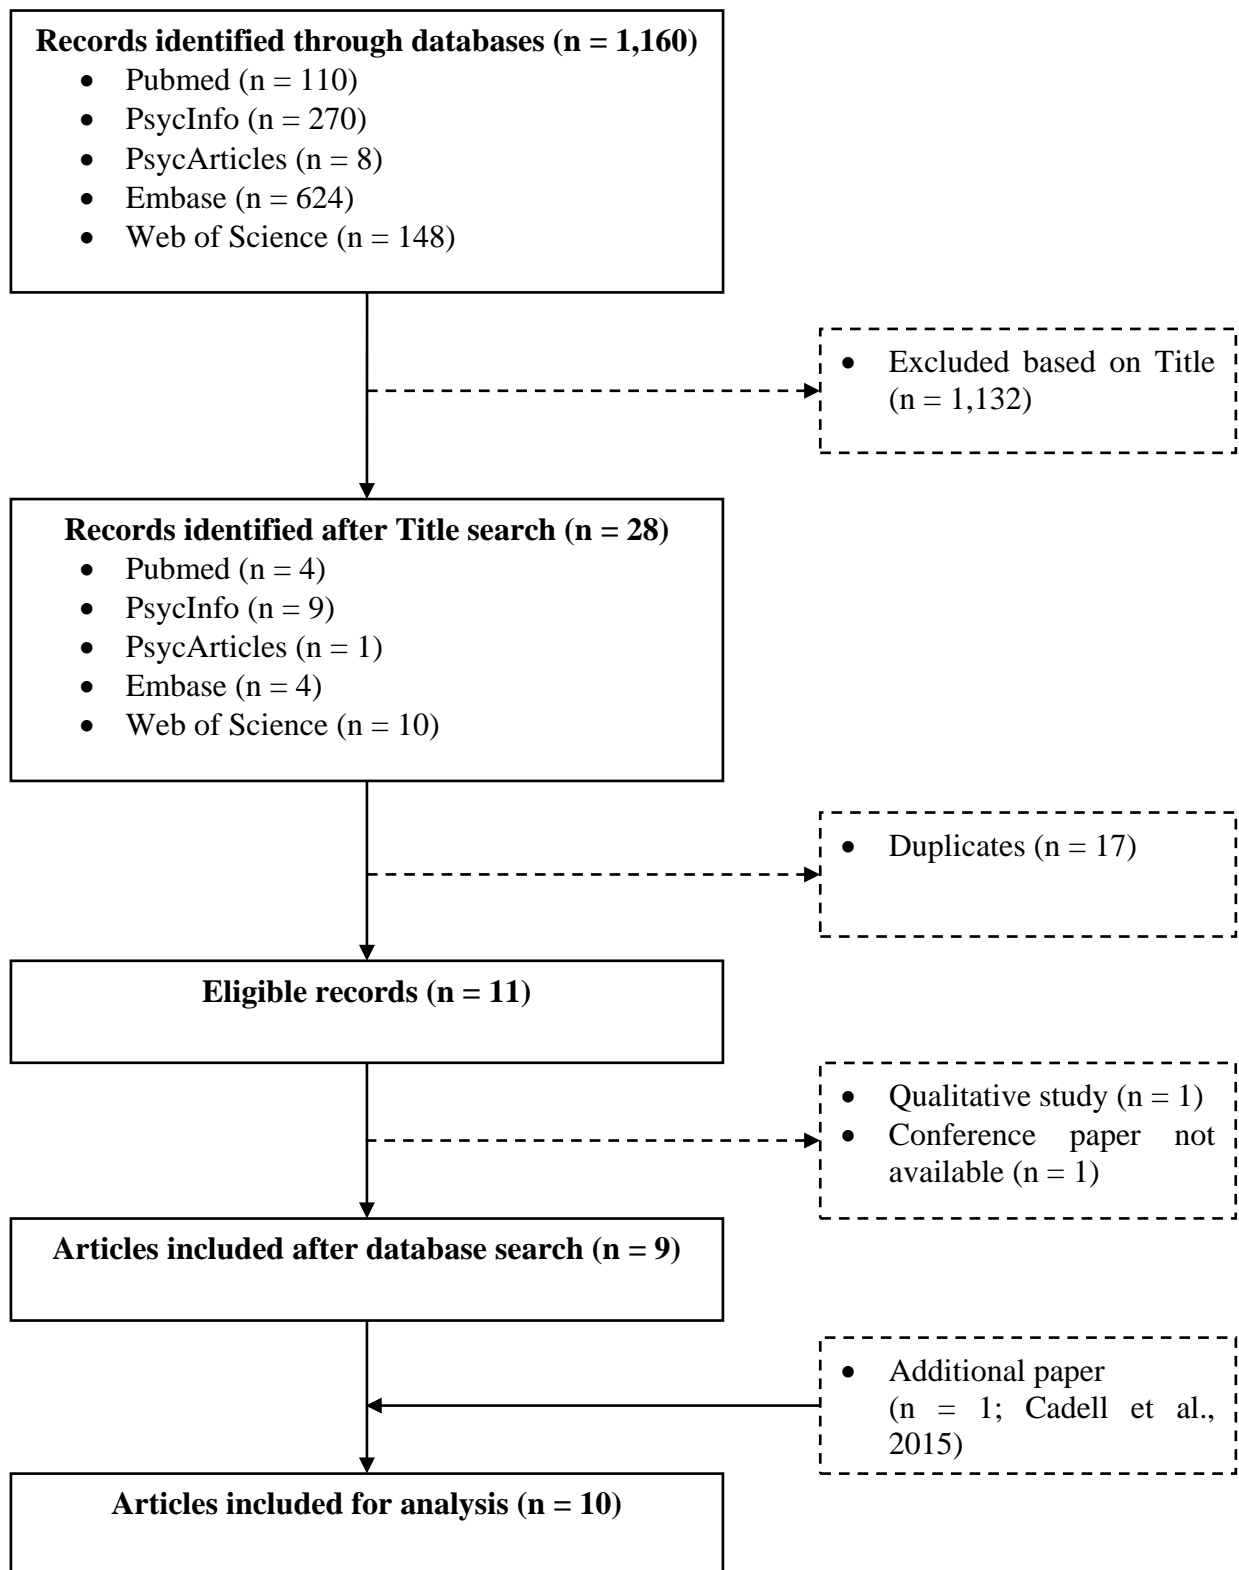 Records identified through databases (n = 1,160)
• Pubmed (n = 110)
• PsycInfo (n = 270)
• PsycArticles (n = 8)
• Embase (n = 624)
• Web of Science (n = 148)
• Excluded based on Title
(n = 1,132)
Records identified after Title search (n = 28)
• Pubmed (n = 4)
• PsycInfo (n = 9)
• PsycArticles (n = 1)
• Embase (n = 4)
• Web of Science (n = 10)
• Duplicates (n = 17)
Eligible records (n = 11)
• Qualitative study (n = 1)
• Conference paper not
available (n = 1)
Articles included after database search (n = 9)
• Additional paper
(n = 1; Cadell et al.,
2015)
Articles included for analysis (n = 10)